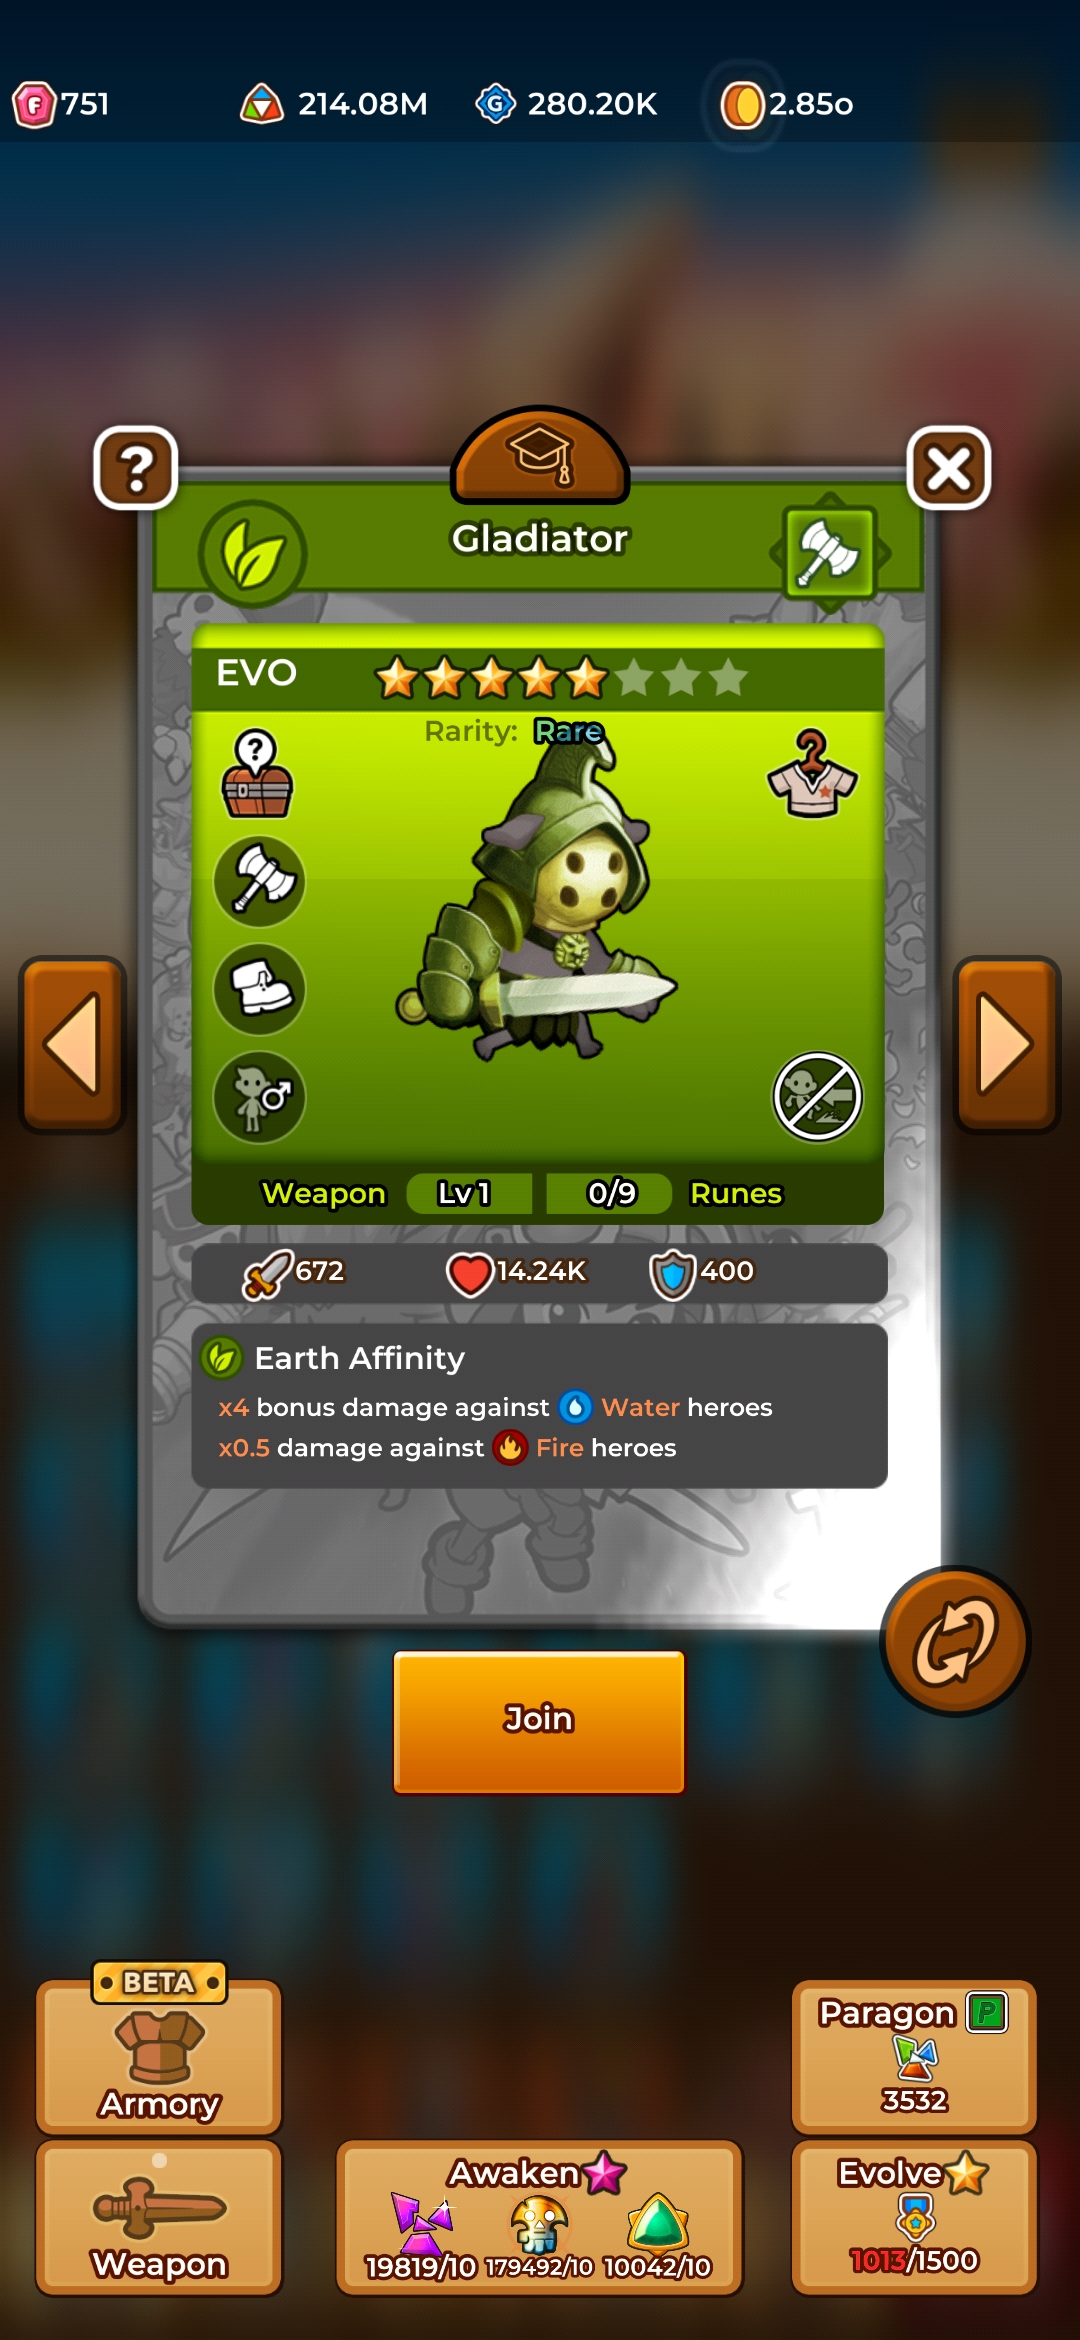 751 214.08M 280.20K 2.85o
Gladiator
EVO
Rarity: Rare
Weapon Lv 1 0/9 Runes
672 14.24K 400
Earth Affinity
x4 bonus damage against Water heroes
x0.5 damage against Fire heroes
Join
BETA
Armory
Paragon P
3532
Weapon
Awaken
19819/10 179492/10 10042/10
Evolve
1013/1500